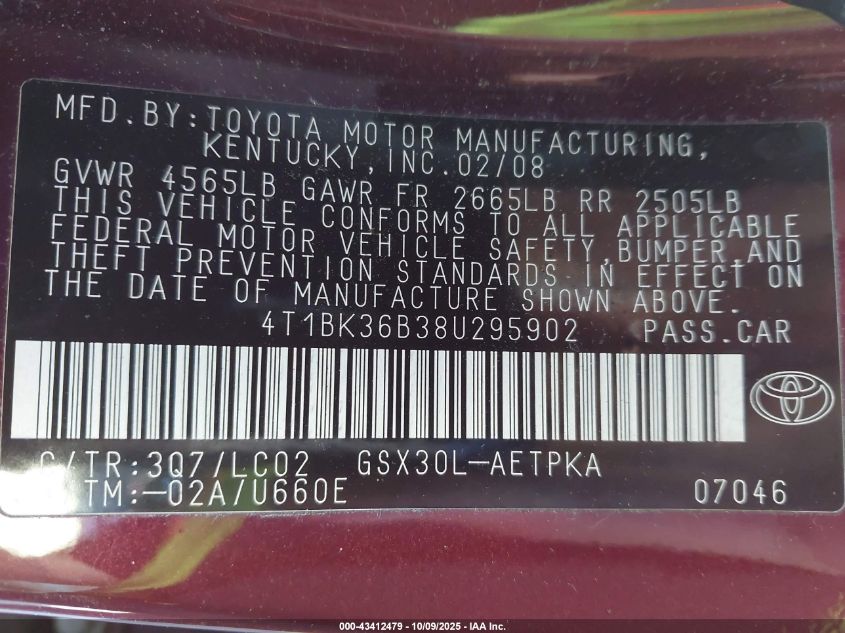 MFD.BY:TOYOTA MOTOR MANUFACTURING,
KENTUCKY,INC.02/08
GVWR 4565LB GAWR FR 2665LB RR 2505LB
THIS VEHICLE CONFORMS TO ALL APPLICABLE
FEDERAL MOTOR VEHICLE SAFETY,BUMPER,AND
THEFT PREVENTION STANDARDS IN EFFECT ON
THE DATE OF MANUFACTURE SHOWN ABOVE.
4T1BK36B38U295902 PASS.CAR
C/TR:3Q7/LC02 GSX30L-AETPKA
TM:-02A/U660E 07046
000-43412479 - 10/09/2025 - IAA Inc.